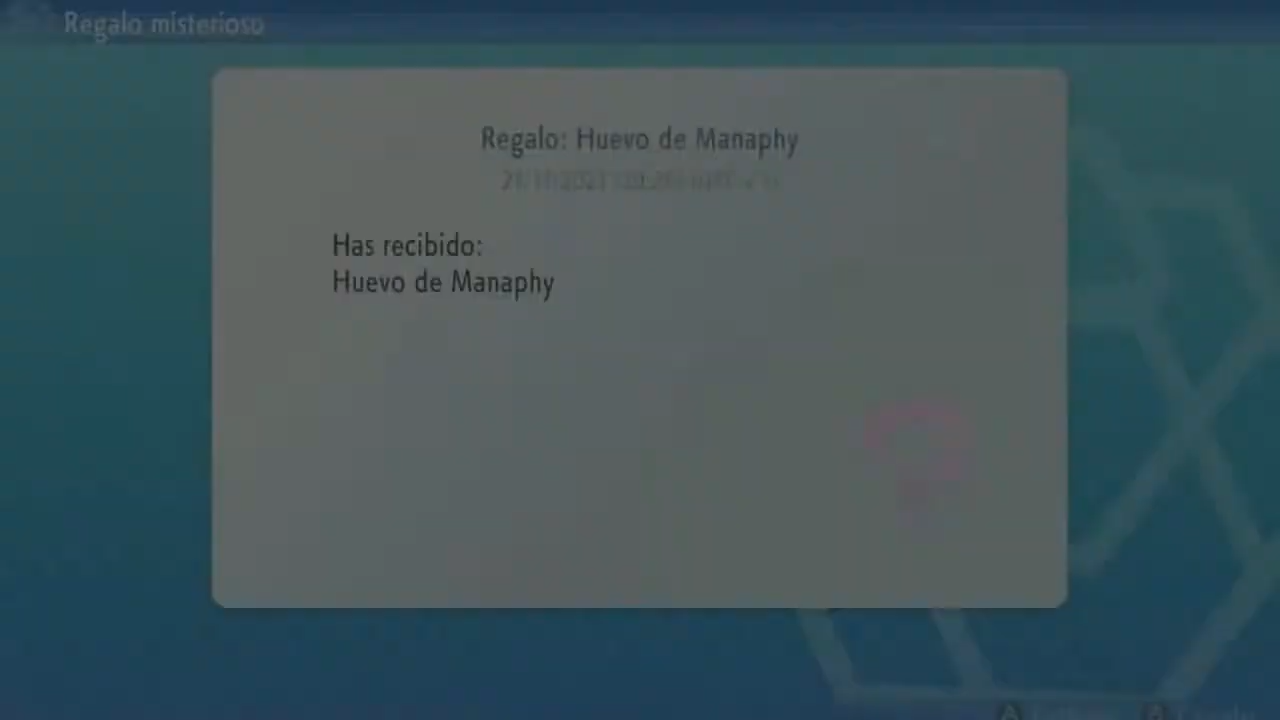 Regalo misterioso
Regalo: Huevo de Manaphy
Has recibido:
Huevo de Manaphy